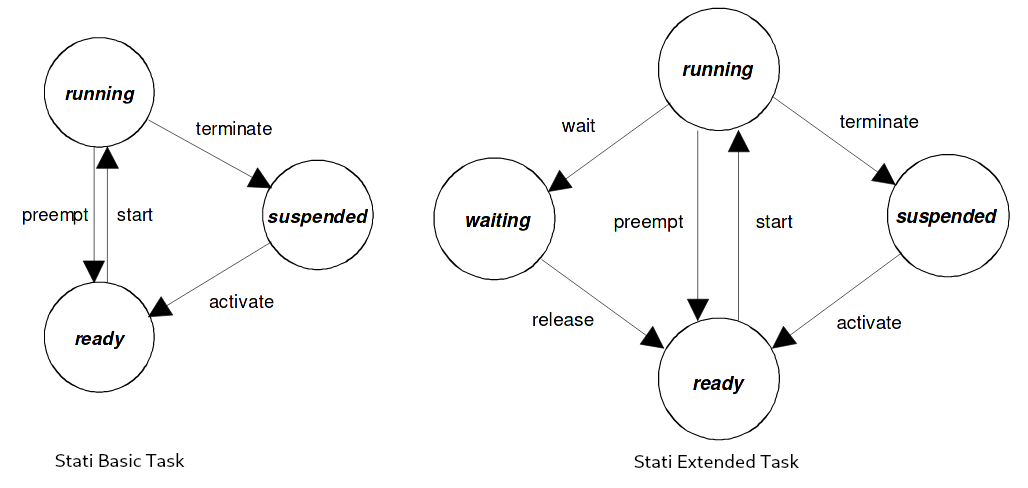 running
terminate
preempt
start
suspended
activate
ready
Stati Basic Task
running
wait
terminate
waiting
preempt
start
suspended
release
activate
ready
Stati Extended Task